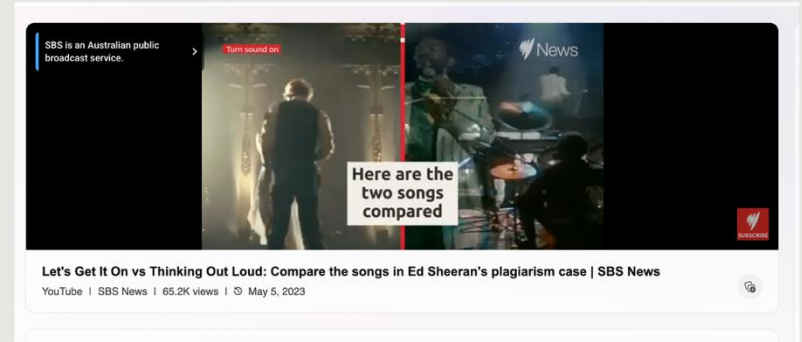 SBS is an Australian public
broadcast service.
Turn sound on
News
Here are the
two songs
compared
SUBSCRIBE
Let's Get It On vs Thinking Out Loud: Compare the songs in Ed Sheeran's plagiarism case | SBS News
YouTube | SBS News | 65.2K views | May 5, 2023